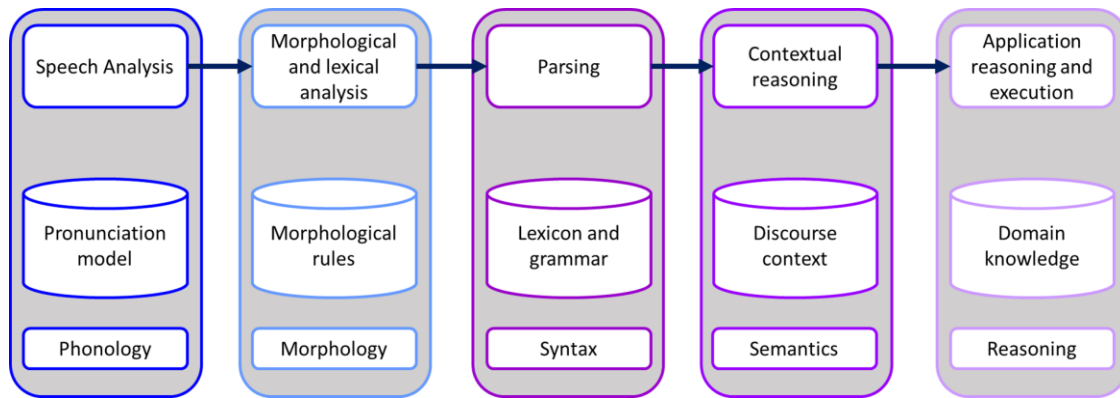 Speech Analysis
Morphological
and lexical
analysis
Parsing
Contextual
reasoning
Application
reasoning and
execution
Pronunciation
model
Morphological
rules
Lexicon and
grammar
Discourse
context
Domain
knowledge
Phonology
Morphology
Syntax
Semantics
Reasoning